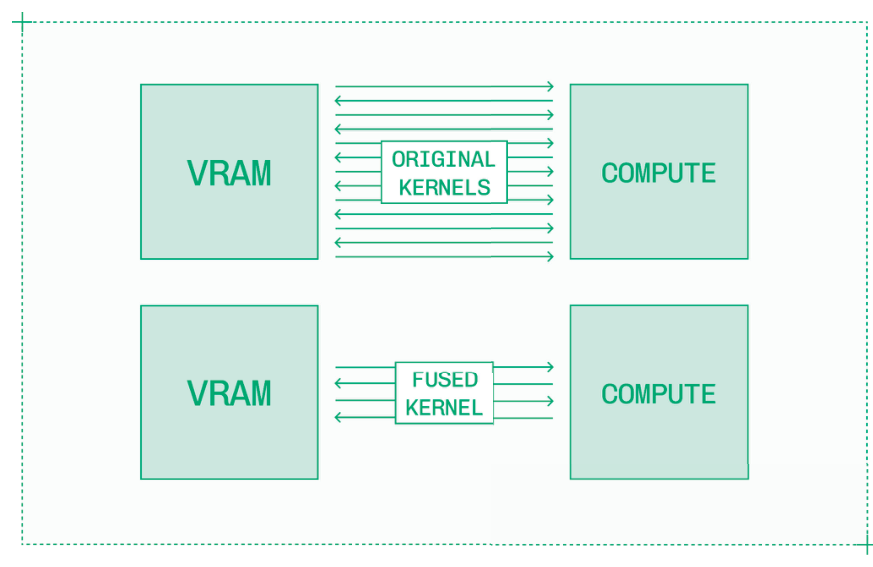 VRAM
ORIGINAL
KERNELS
COMPUTE
VRAM
FUSED
KERNEL
COMPUTE